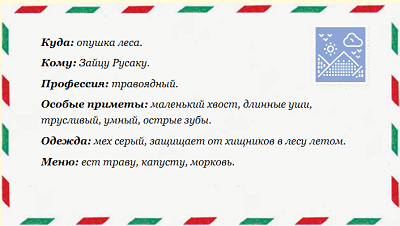 Куда: опушка леса.
Кому: Зайцу Русаку.
Профессия: травоядный.
Особые приметы: маленький хвост, длинные уши,
трусливый, умный, острые зубы.
Одежда: мех серый, защищает от хищников в лесу летом.
Меню: ест траву, капусту, морковь.